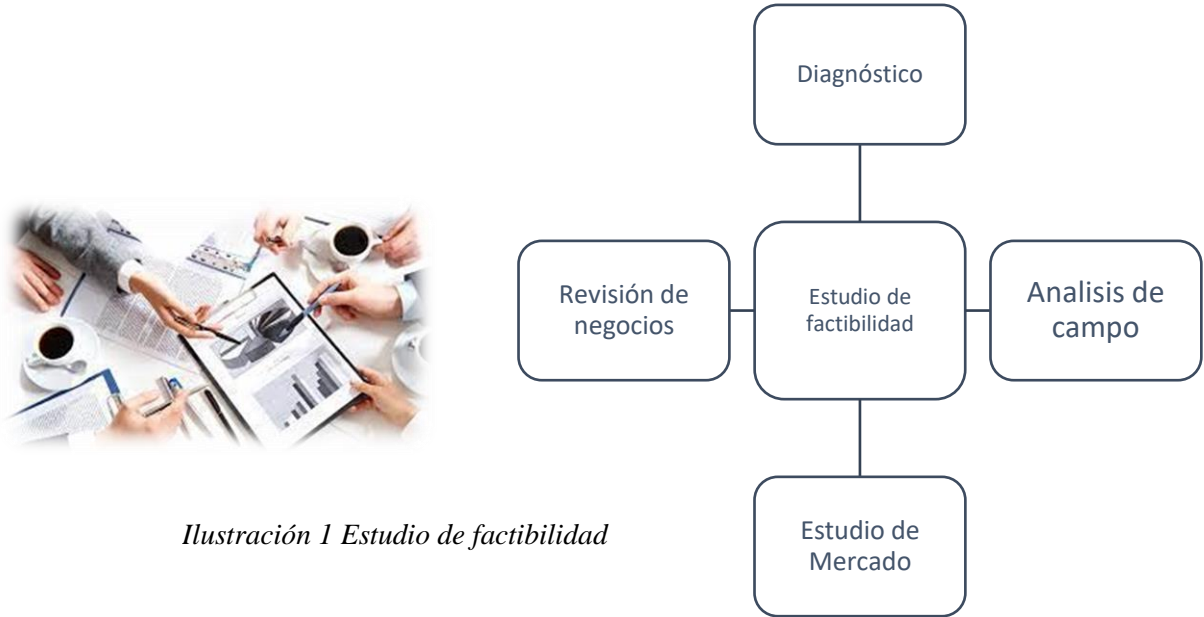 Diagnóstico
Revisión de
negocios
Estudio de
factibilidad
Analisis de
campo
Estudio de
Mercado
Ilustración 1 Estudio de factibilidad